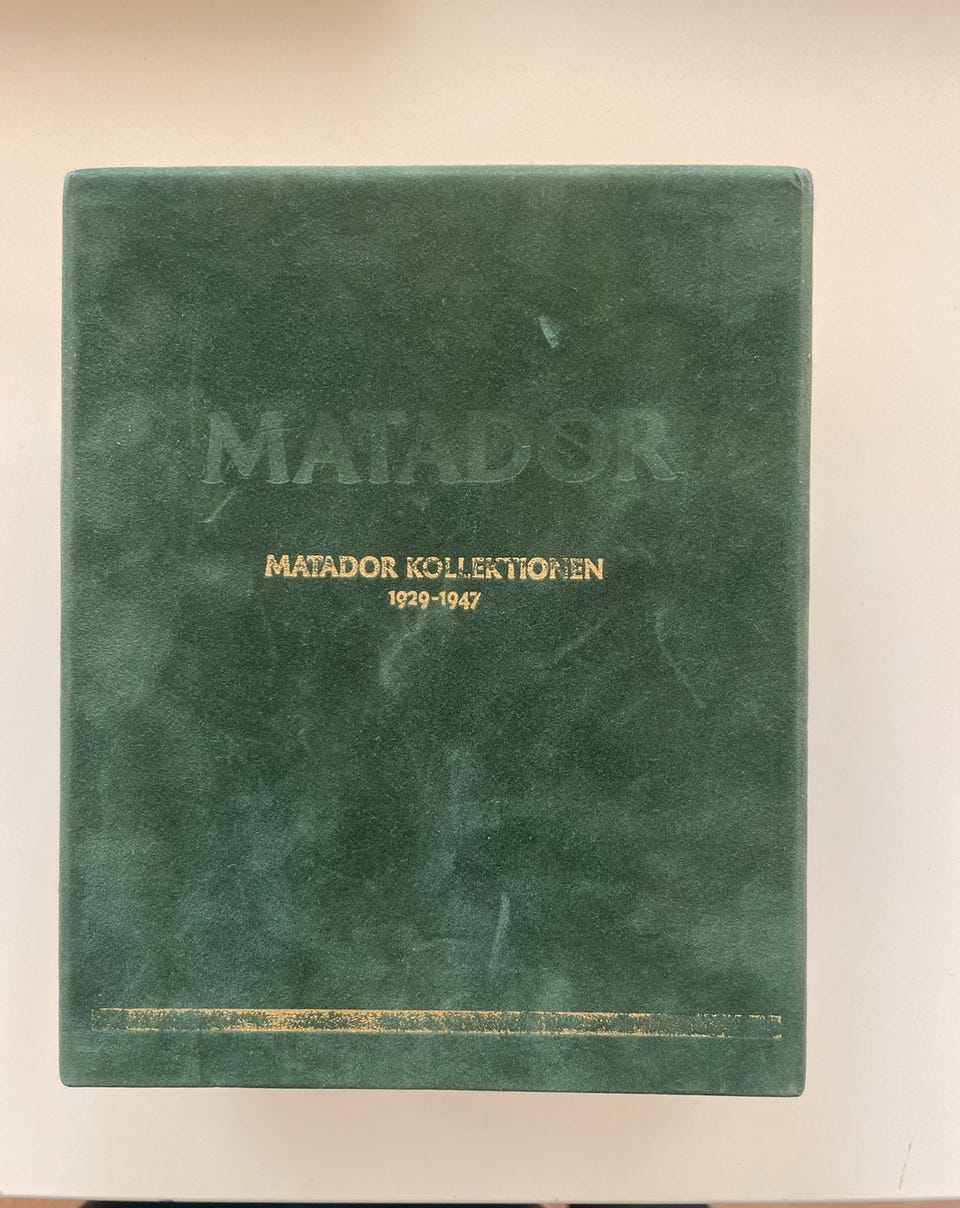 MATADOR
MATADOR KOLLEKTIONEN
1929-1947